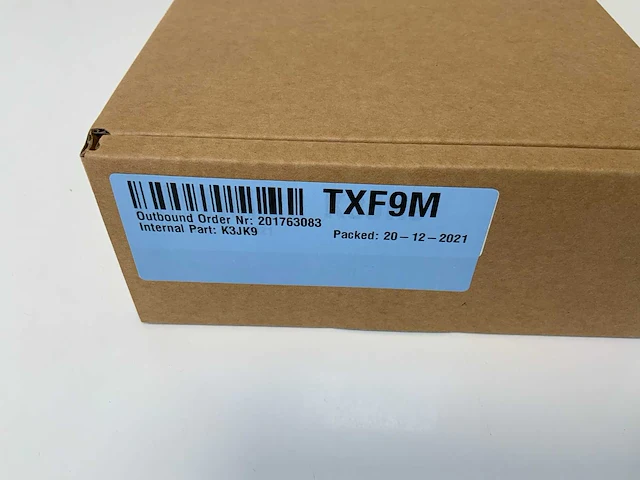 TXF9M
Outbound Order Nr: 201763083
Internal Part: K3JK9
Packed: 20-12-2021